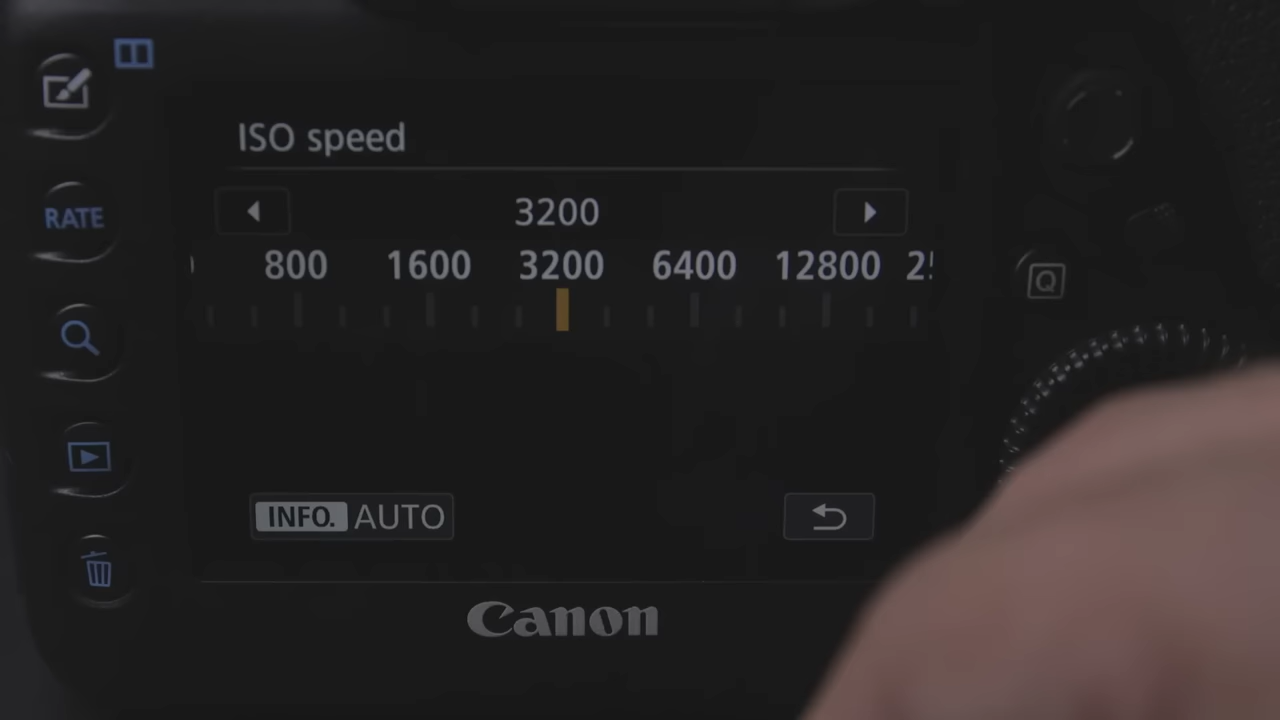 ISO speed
3200
800 1600 3200 6400 12800
RATE
Q
INFO. AUTO
Canon